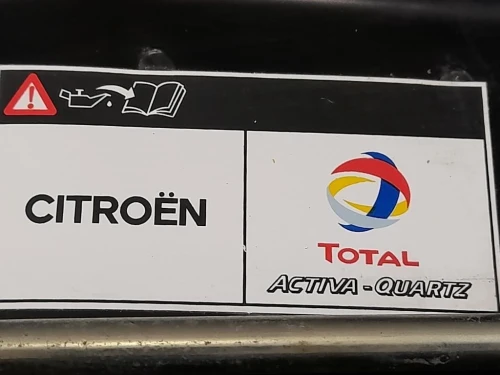 CITROËN
TOTAL
ACTIVA - QUARTZ